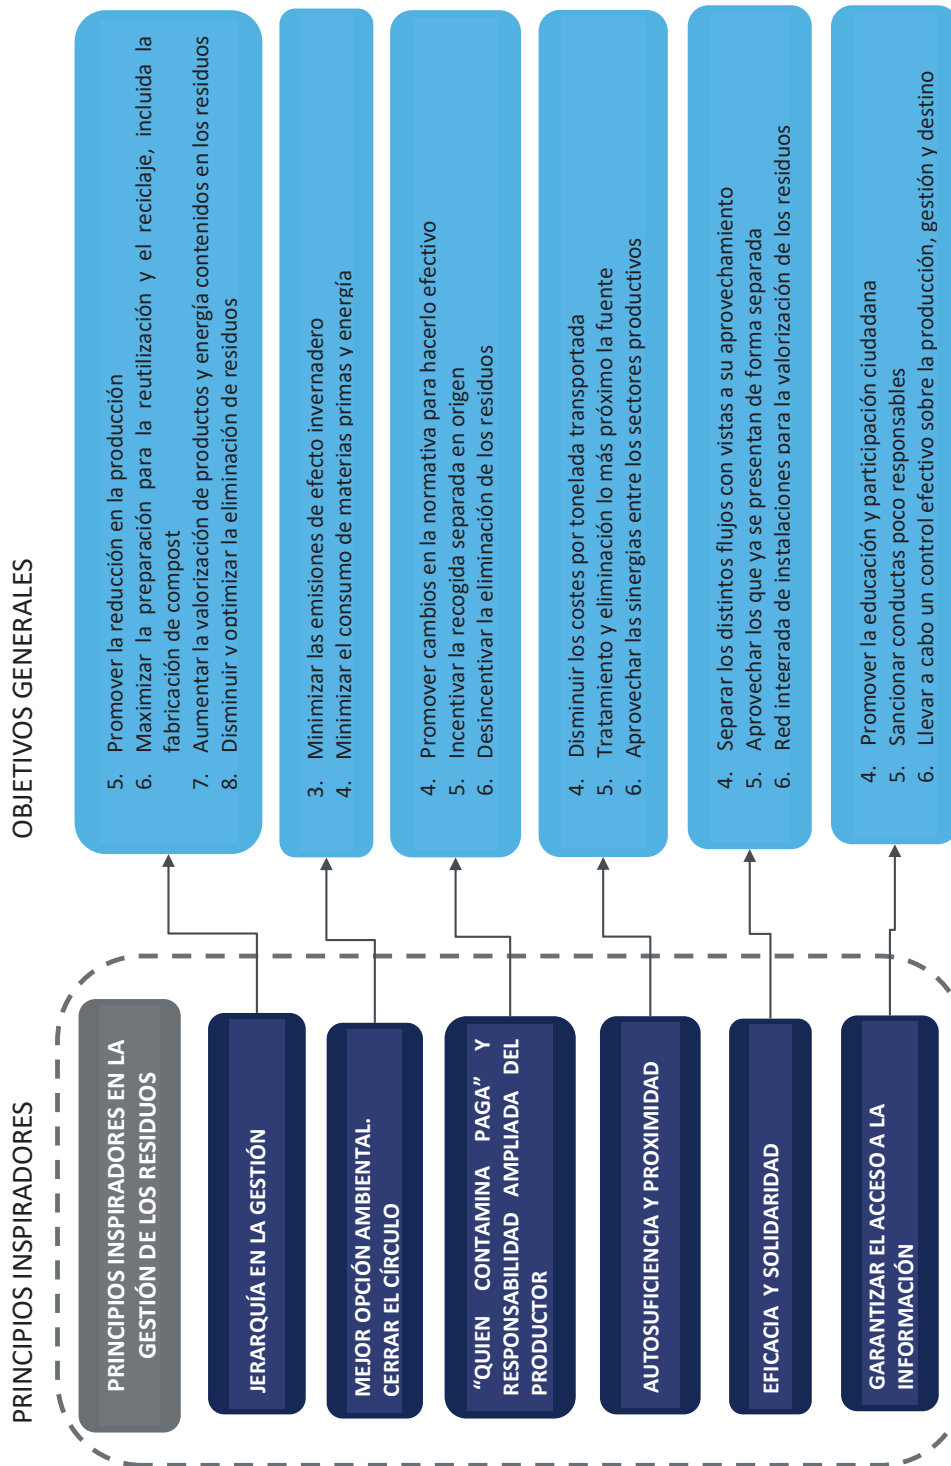 PRINCIPIOS INSPIRADORES
OBJETIVOS GENERALES
PRINCIPIOS INSPIRADORES EN LA
GESTIÓN DE LOS RESIDUOS
JERARQUÍA EN LA GESTIÓN
5. Promover la reducción en la producción
6. Maximizar la preparación para la reutilización y el reciclaje, incluida la
fabricación de compost
7. Aumentar la valorización de productos y energía contenidos en los residuos
8. Disminuir y optimizar la eliminación de residuos
MEJOR OPCIÓN AMBIENTAL.
CERRAR EL CÍRCULO
3. Minimizar las emisiones de efecto invernadero
4. Minimizar el consumo de materias primas y energía
“QUIEN CONTAMINA PAGA” Y
RESPONSABILIDAD AMPLIADA DEL
PRODUCTOR
4. Promover cambios en la normativa para hacerlo efectivo
5. Incentivar la recogida separada en origen
6. Desincentivar la eliminación de los residuos
AUTOSUFICIENCIA Y PROXIMIDAD
4. Disminuir los costes por tonelada transportada
5. Tratamiento y eliminación lo más próximo la fuente
6. Aprovechar las sinergias entre los sectores productivos
EFICACIA Y SOLIDARIDAD
4. Separar los distintos flujos con vistas a su aprovechamiento
5. Aprovechar los que ya se presentan de forma separada
6. Red integrada de instalaciones para la valorización de los residuos
GARANTIZAR EL ACCESO A LA
INFORMACIÓN
4. Promover la educación y participación ciudadana
5. Sancionar conductas poco responsables
6. Llevar a cabo un control efectivo sobre la producción, gestión y destino